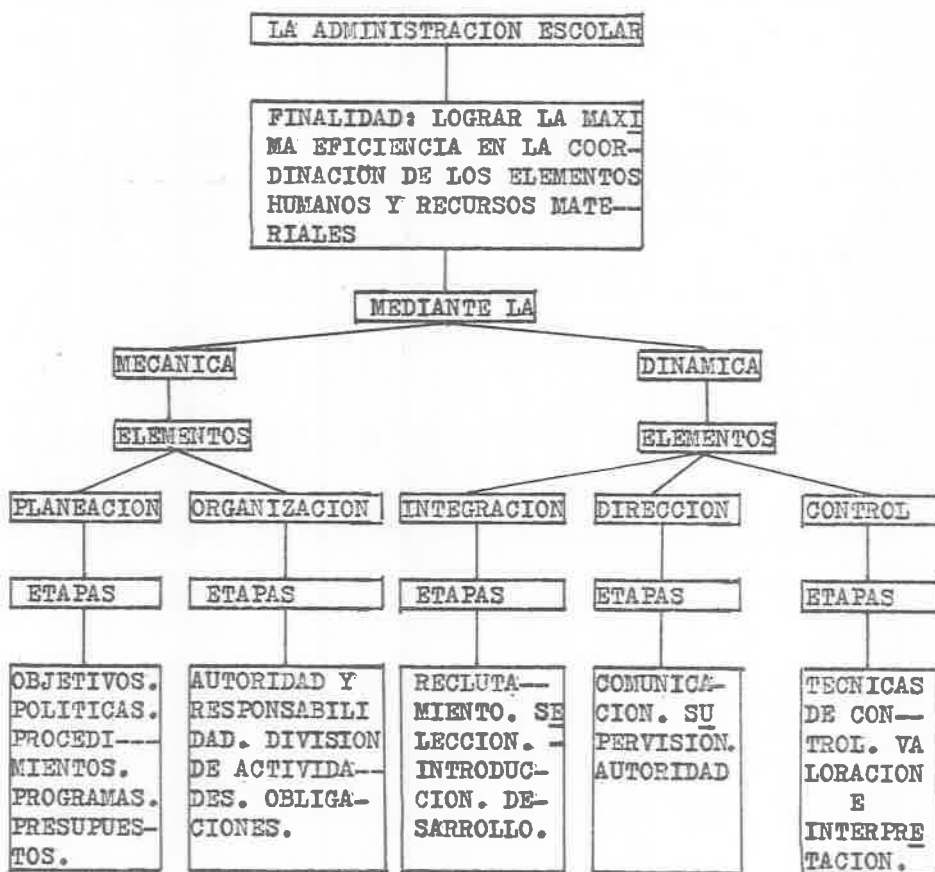 LA ADMINISTRACION ESCOLAR
FINALIDAD: LOGRAR LA MAXI
MA EFICIENCIA EN LA COOR-
DINACIÓN DE LOS ELEMENTOS
HUMANOS Y RECURSOS MATE--
RIALES
MEDIANTE LA
MECANICA
DINAMICA
ELEMENTOS
ELEMENTOS
PLANEACION
ORGANIZACION
INTEGRACION
DIRECCION
CONTROL
ETAPAS
ETAPAS
ETAPAS
ETAPAS
ETAPAS
OBJETIVOS.
POLITICAS.
PROCEDI---
MIENTOS.
PROGRAMAS.
PRESUPUES-
TOS.
AUTORIDAD Y
RESPONSABILI
DAD. DIVISION
DE ACTIVIDA--
DES. OBLIGA-
CIONES.
RECLUTA--
MIENTO. SE
LECCION. -
INTRODUC-
CION. DE-
SARROLLO.
COMUNICA-
CION. SU
PERVISIÓN.
AUTORIDAD
TECNICAS
DE CON--
TROL. VA
LORACION
E
INTERPRE
TACION.